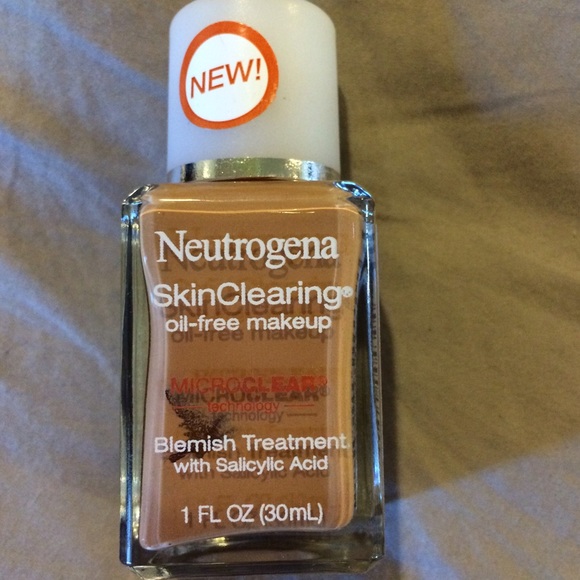 NEW!
Neutrogena
SkinClearing®
oil-free makeup
MICROCLEAR®
technology
Blemish Treatment
with Salicylic Acid
1 FL OZ (30mL)